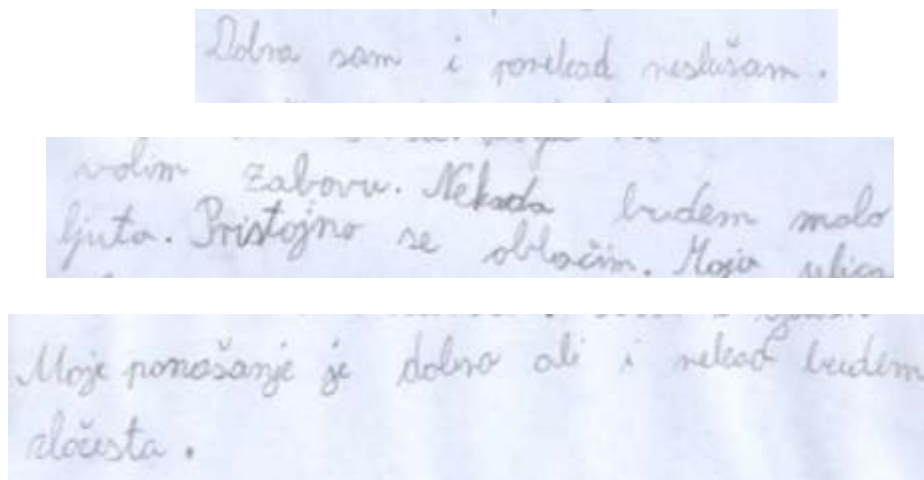 Dobra sam i ponekad neslušam.
volim zabavu. Nekada budem malo
ljuta. Pristojno se oblačim. Moja ulica
Moje ponašanje je dobro ali i nekad budem
zločesta.